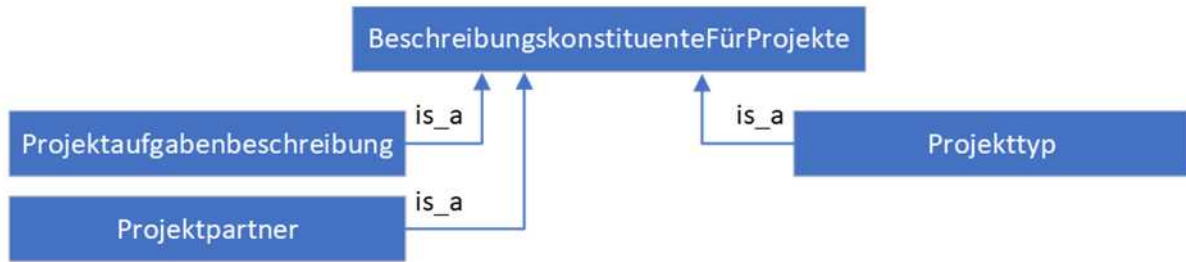 BeschreibungskonstituenteFürProjekte
is_a
Projektaufgabenbeschreibung
is_a
Projekttyp
is_a
Projektpartner